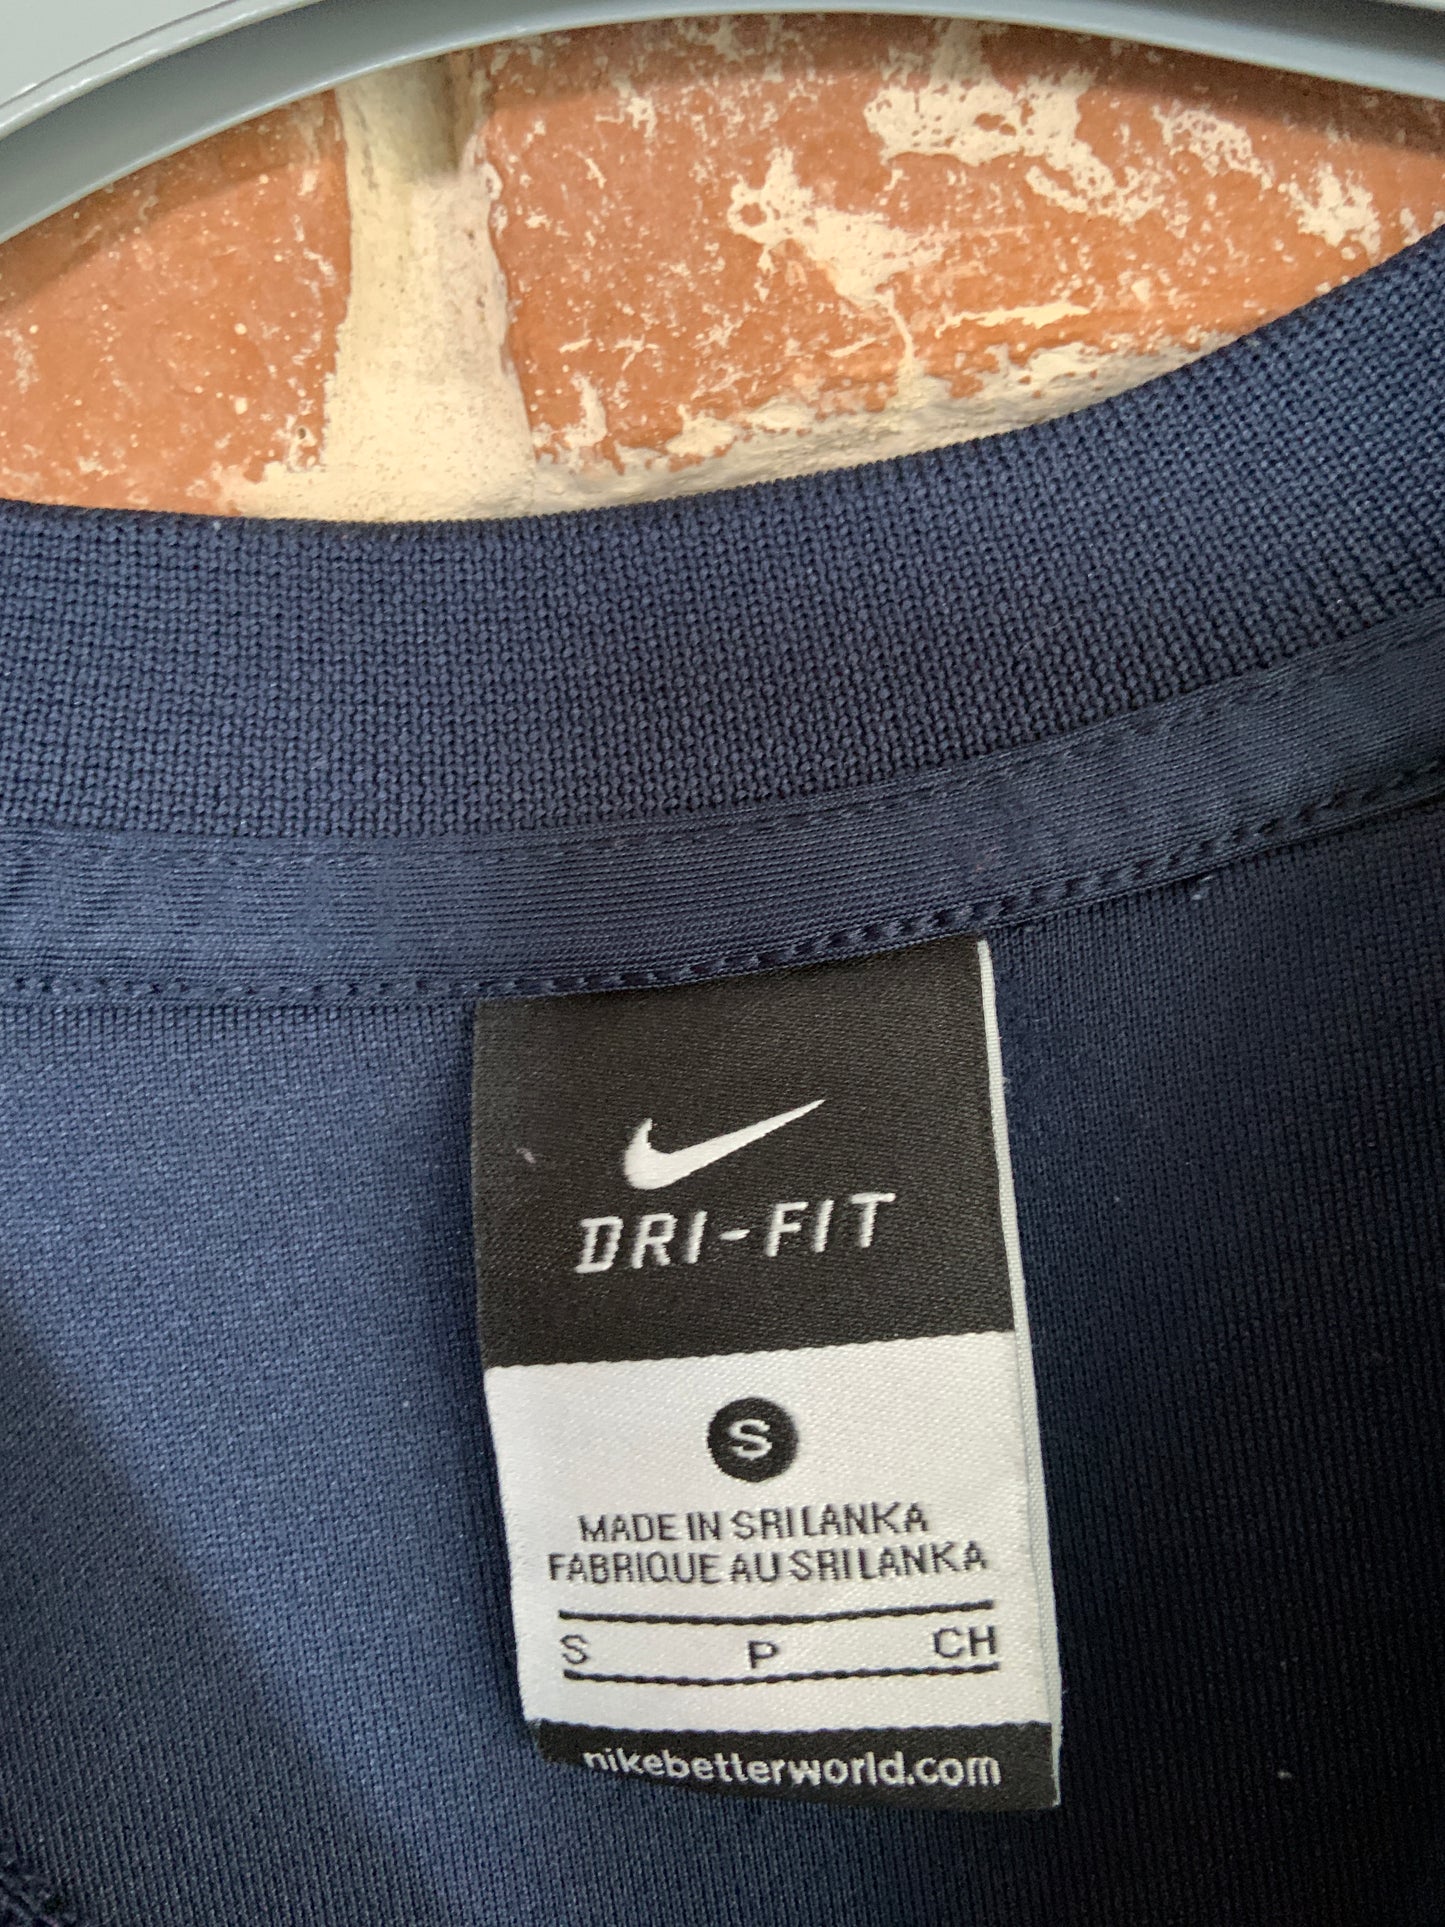 DRI-FIT
S
MADE IN SRI LANKA
FABRIQUE AU SRI LANKA
S P CH
nikebetterworld.com